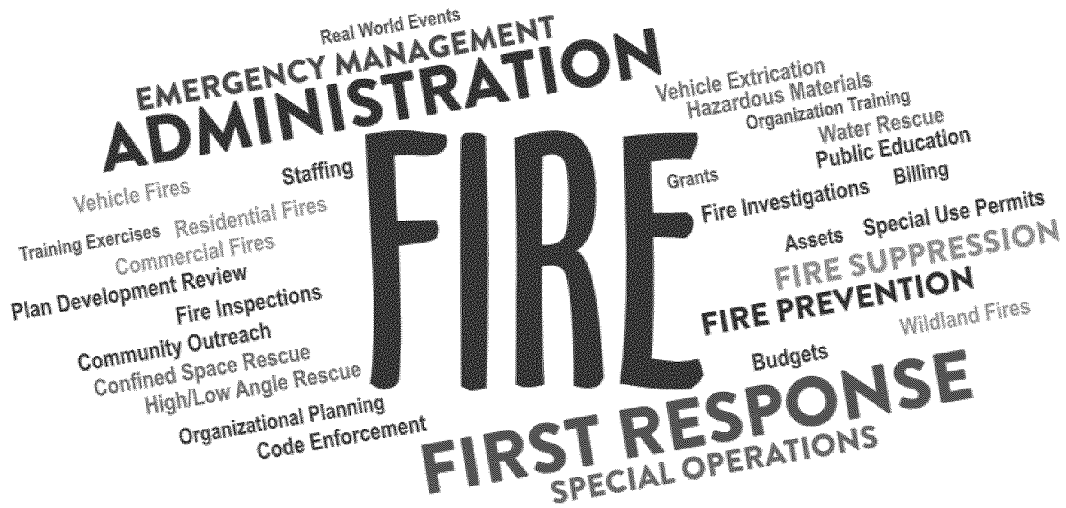 Real World Events
EMERGENCY MANAGEMENT
ADMINISTRATION
FIRE
Vehicle Extrication
Hazardous Materials
Organization Training
Water Rescue
Public Education
Staffing
Grants
Billing
Vehicle Fires
Fire Investigations
Residential Fires
Special Use Permits
Training Exercises
Assets
Commercial Fires
FIRE SUPPRESSION
Plan Development Review
FIRE PREVENTION
Fire Inspections
Wildland Fires
Community Outreach
Budgets
Confined Space Rescue
High/Low Angle Rescue
Organizational Planning
Code Enforcement
FIRST RESPONSE
SPECIAL OPERATIONS